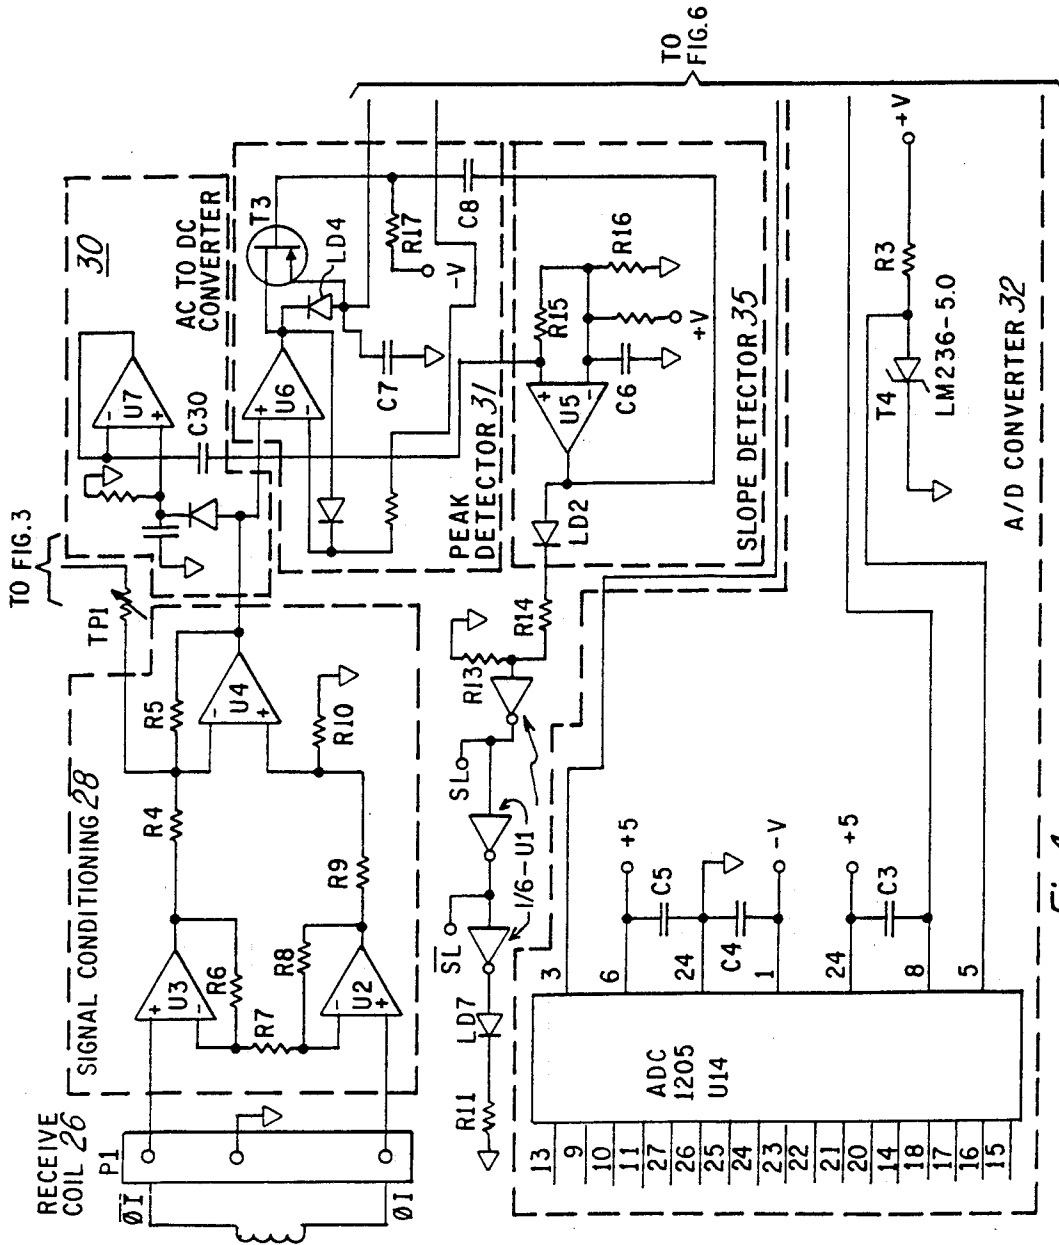 TO FIG.3
30
AC TO DC
CONVERTER
U7
-
+
C30
TP1
SIGNAL CONDITIONING 28
R5
R4
U4
-
+
R10
R9
U3
+
-
R6
R7
R8
U2
-
+
RECEIVE
COIL 26
P1
ØI
ØI
T3
LD4
U6
+
-
C7
R17
-V
C8
PEAK
DETECTOR 31
TO
FIG.6
R15
R16
U5
+
-
C6
+V
SLOPE DETECTOR 35
LD2
R14
R13
SL
1/6-U1
SL
LD7
R11
+V
R3
T4
LM236-5.0
A/D CONVERTER 32
3
6
+5
C5
24
C4
1
-V
24
+5
C3
8
5
ADC
1205
U14
13
9
10
11
27
26
25
24
23
22
21
20
14
18
17
16
15